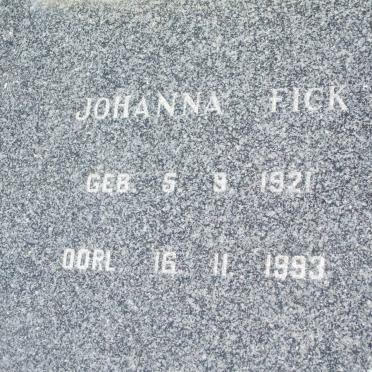 JOHANNA FICK
GEB. 5. 9. 1921
OORL 16. 11. 1993